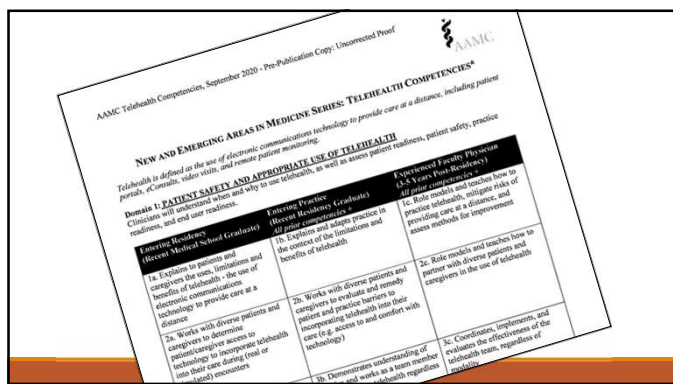 AAMC Telehealth Competencies, September 2020 - Pre-Publication Copy: Uncorrected Proof
AAMC
NEW AND EMERGING AREAS IN MEDICINE SERIES: TELEHEALTH COMPETENCIES*
Telehealth is defined as the use of electronic communications technology to provide care at a distance, including patient
portals, eConsults, video visits, and remote patient monitoring.
Domain 1: PATIENT SAFETY AND APPROPRIATE USE OF TELEHEALTH
Clinicians will understand when and why to use telehealth, as well as assess patient readiness, patient safety, practice
readiness, and end user readiness.
Entering Residency
(Recent Medical School Graduate)
Entering Practice
(Recent Residency Graduate)
All prior competencies +
Experienced Faculty Physician
(3-5 Years Post-Residency)
All prior competencies +
1a. Explains to patients and
caregivers the uses, limitations and
benefits of telehealth - the use of
electronic communications
technology to provide care at a
distance
1b. Explains and adapts practice in
the context of the limitations and
benefits of telehealth
1c. Role models and teaches how to
practice telehealth, mitigate risks of
providing care at a distance, and
assess methods for improvement
2a. Works with diverse patients and
caregivers to determine
patient/caregiver access to
technology to incorporate telehealth
into their care during (real or
encounters
2b. Works with diverse patients and
caregivers to evaluate and remedy
patient and practice barriers to
incorporating telehealth into their
care (e.g. access to and comfort with
technology)
2c. Role models and teaches how to
partner with diverse patients and
caregivers in the use of telehealth
3b. Demonstrates understanding of
and works as a team member
telehealth regardless
3c. Coordinates, implements, and
evaluates the effectiveness of the
telehealth team, regardless of
modality